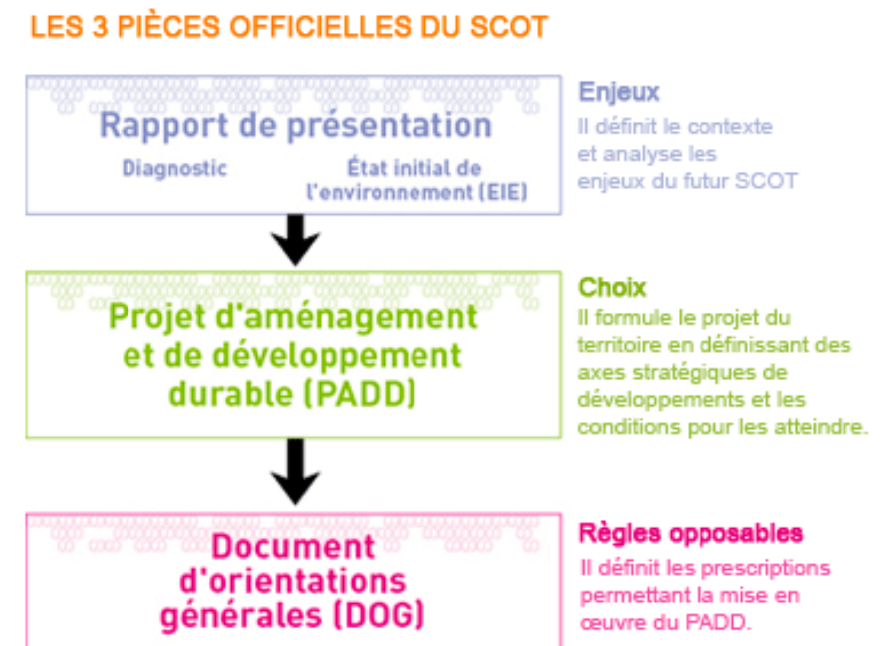 LES 3 PIÈCES OFFICIELLES DU SCOT
Rapport de présentation
Diagnostic
État initial de
l'environnement (EIE)
Enjeux
Il définit le contexte
et analyse les
enjeux du futur SCOT
Projet d'aménagement
et de développement
durable (PADD)
Choix
Il formule le projet du
territoire en définissant des
axes stratégiques de
développements et les
conditions pour les atteindre.
Document
d'orientations
générales (DOG)
Règles opposables
Il définit les prescriptions
permettant la mise en
œuvre du PADD.